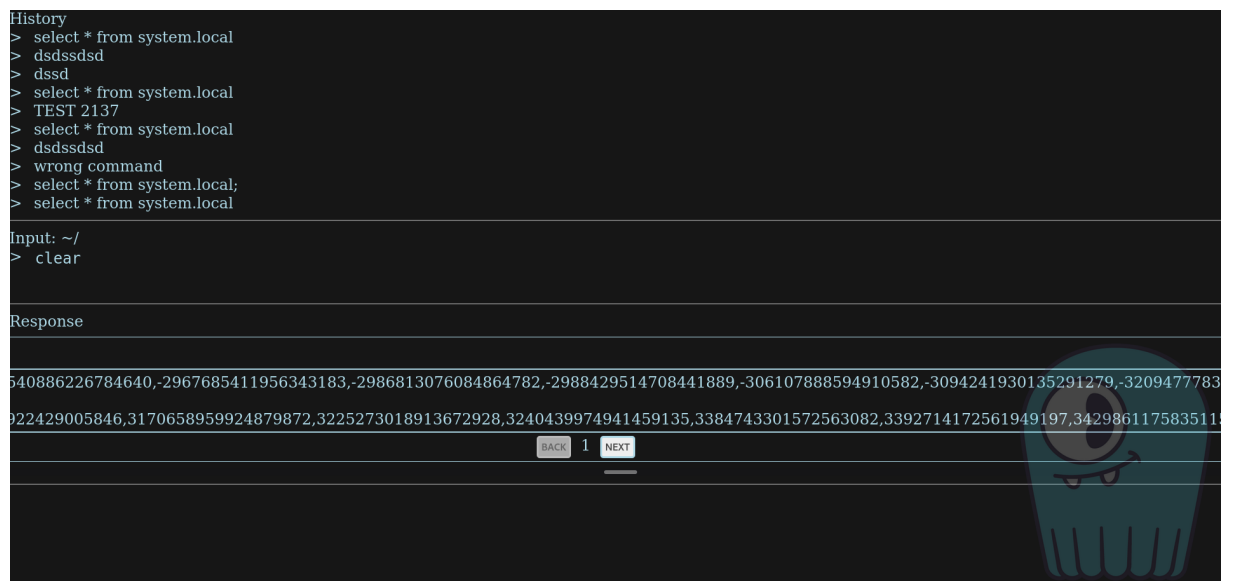 History
> select * from system.local
> dsdssdsd
> dssd
> select * from system.local
> TEST 2137
> select * from system.local
> dsdssdsd
> wrong command
> select * from system.local;
> select * from system.local
Input: ~/
> clear
Response
540886226784640,-2967685411956343183,-2986813076084864782,-2988429514708441889,-306107888594910582,-3094241930135291279,-3209477783
922429005846,3170658959924879872,3225273018913672928,3240439974941459135,3384743301572563082,3392714172561949197,342986117583511
BACK 1 NEXT